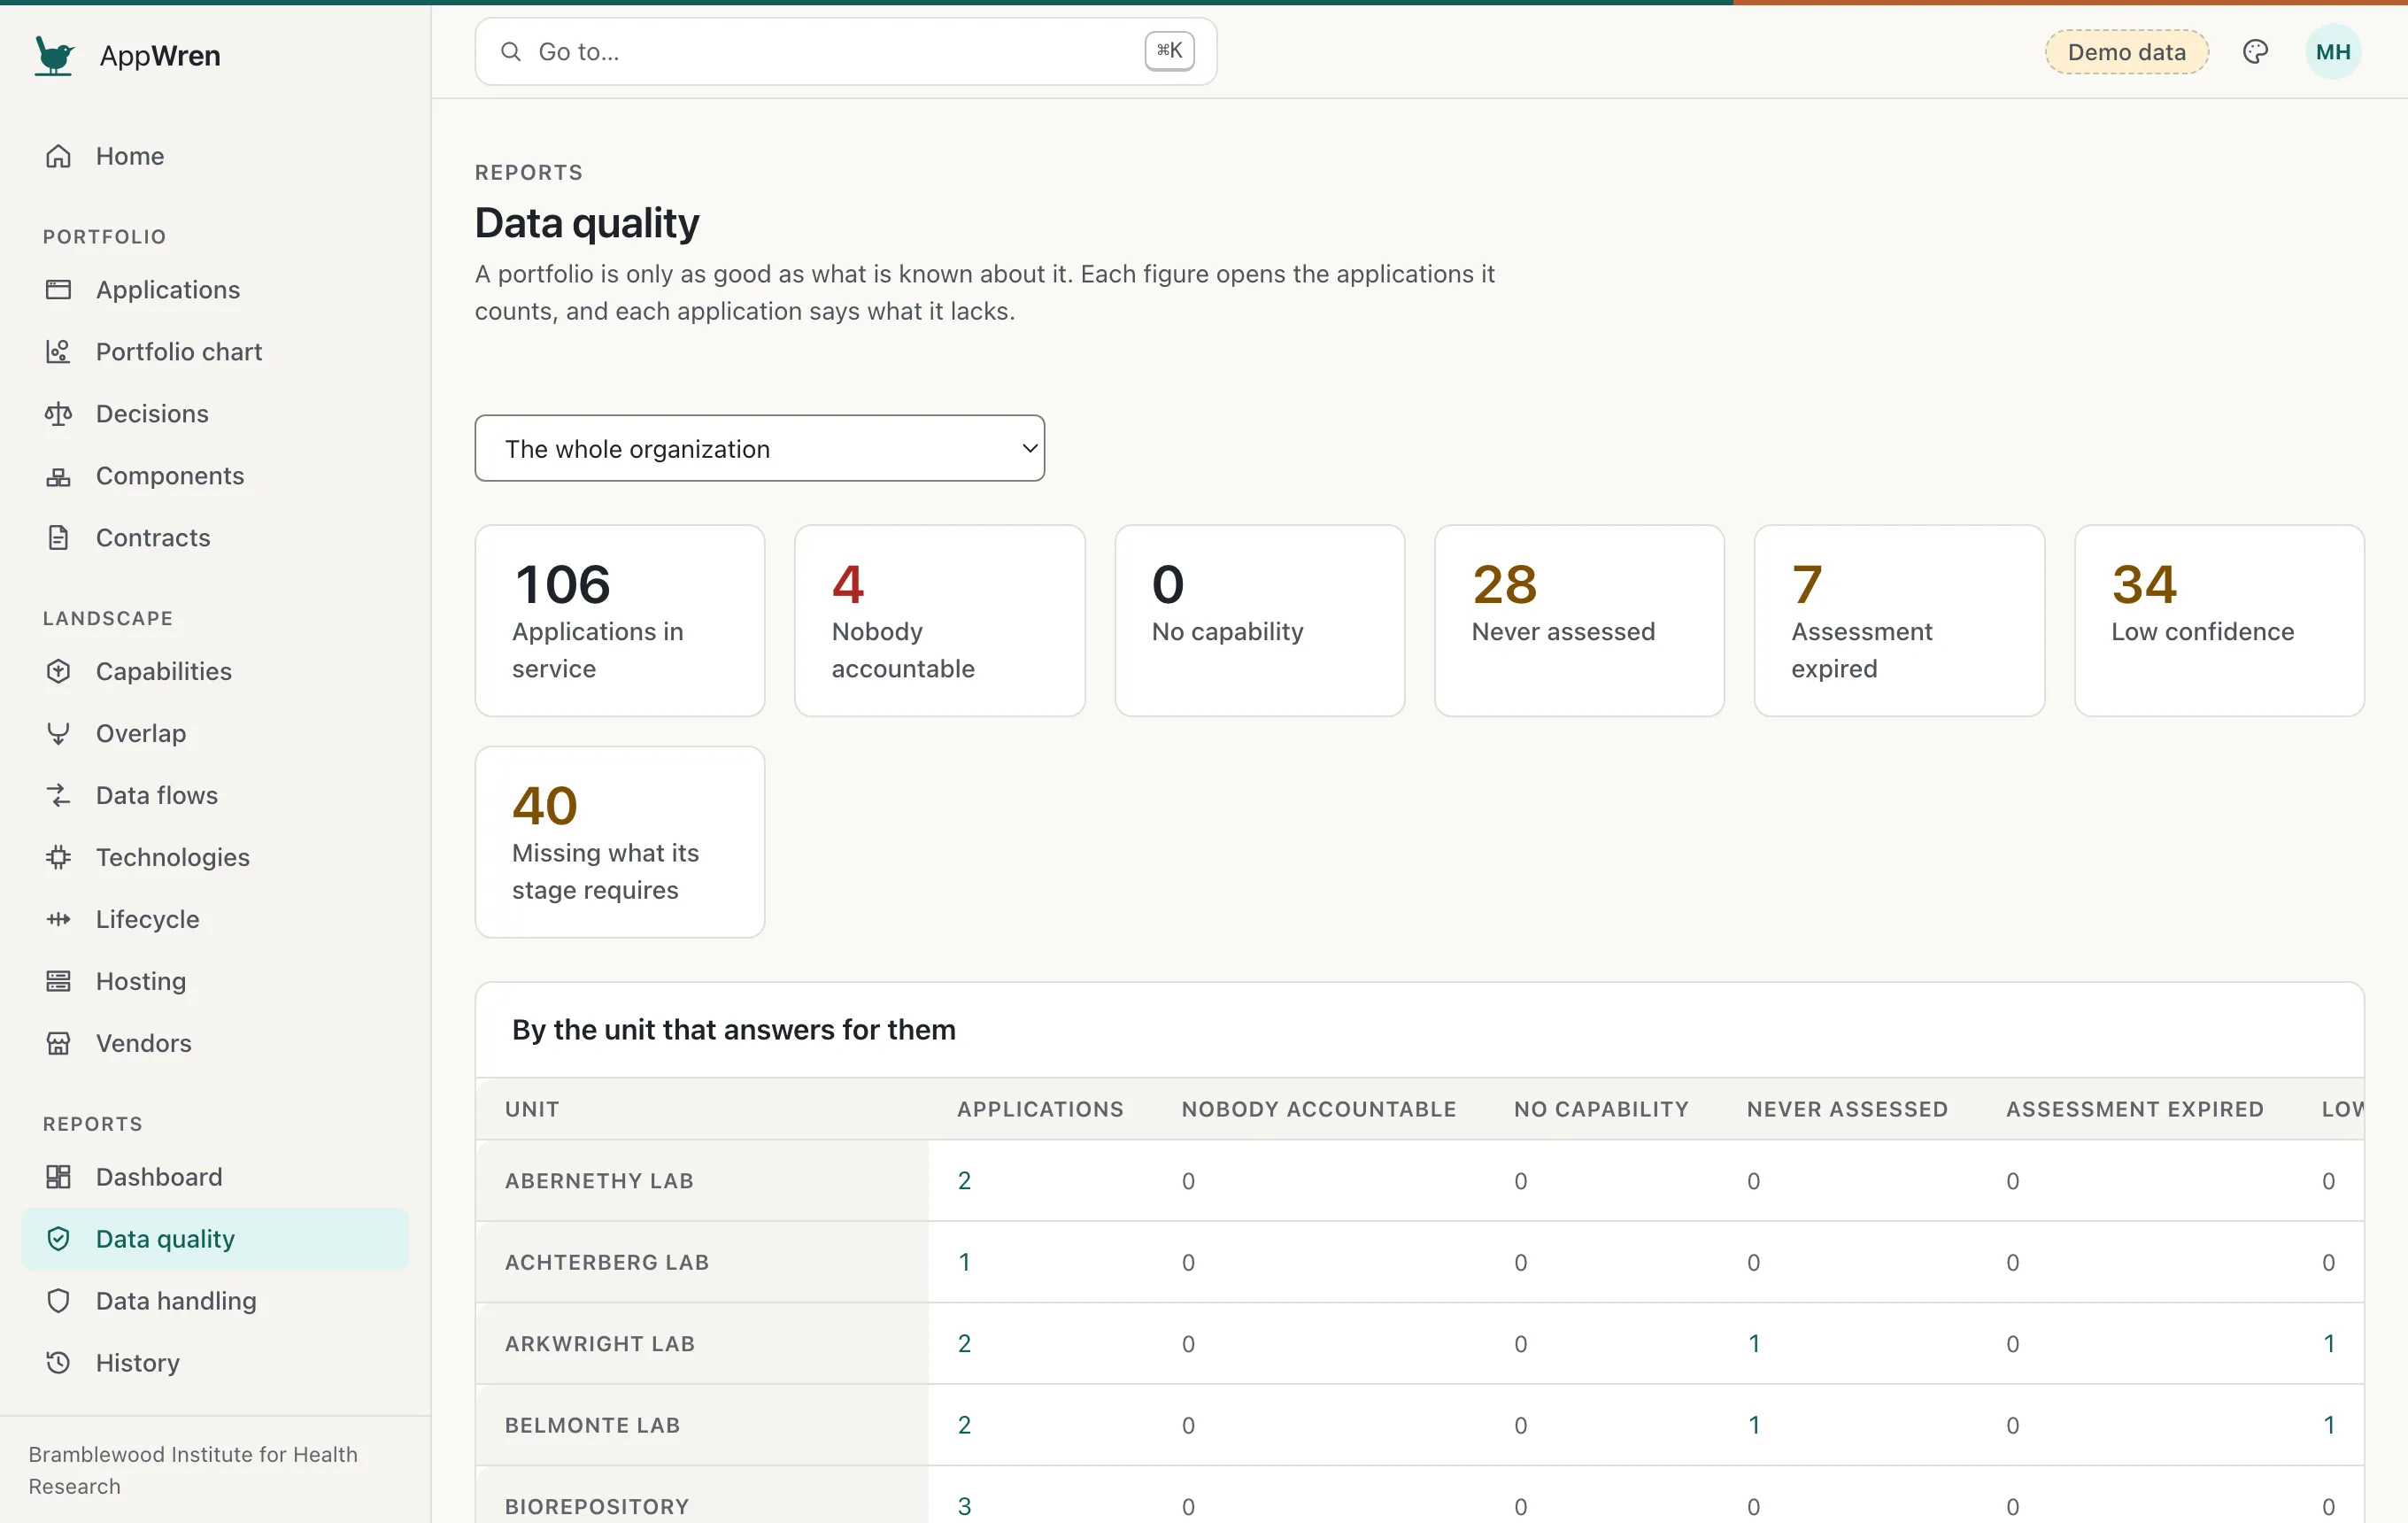 AppWren
Go to...
⌘K
Demo data
MH
Home
PORTFOLIO
Applications
Portfolio chart
Decisions
Components
Contracts
LANDSCAPE
Capabilities
Overlap
Data flows
Technologies
Lifecycle
Hosting
Vendors
REPORTS
Dashboard
Data quality
Data handling
History
Bramblewood Institute for Health
Research
REPORTS
Data quality
A portfolio is only as good as what is known about it. Each figure opens the applications it
counts, and each application says what it lacks.
The whole organization
106
Applications in
service
4
Nobody
accountable
0
No capability
28
Never assessed
7
Assessment
expired
34
Low confidence
40
Missing what its
stage requires
By the unit that answers for them
UNIT APPLICATIONS NOBODY ACCOUNTABLE NO CAPABILITY NEVER ASSESSED ASSESSMENT EXPIRED LOW
ABERNETHY LAB 2 0 0 0 0 0
ACHTERBERG LAB 1 0 0 0 0 0
ARKWRIGHT LAB 2 0 0 1 0 1
BELMONTE LAB 2 0 0 1 0 1
BIOREPOSITORY 3 0 0 0 0 0